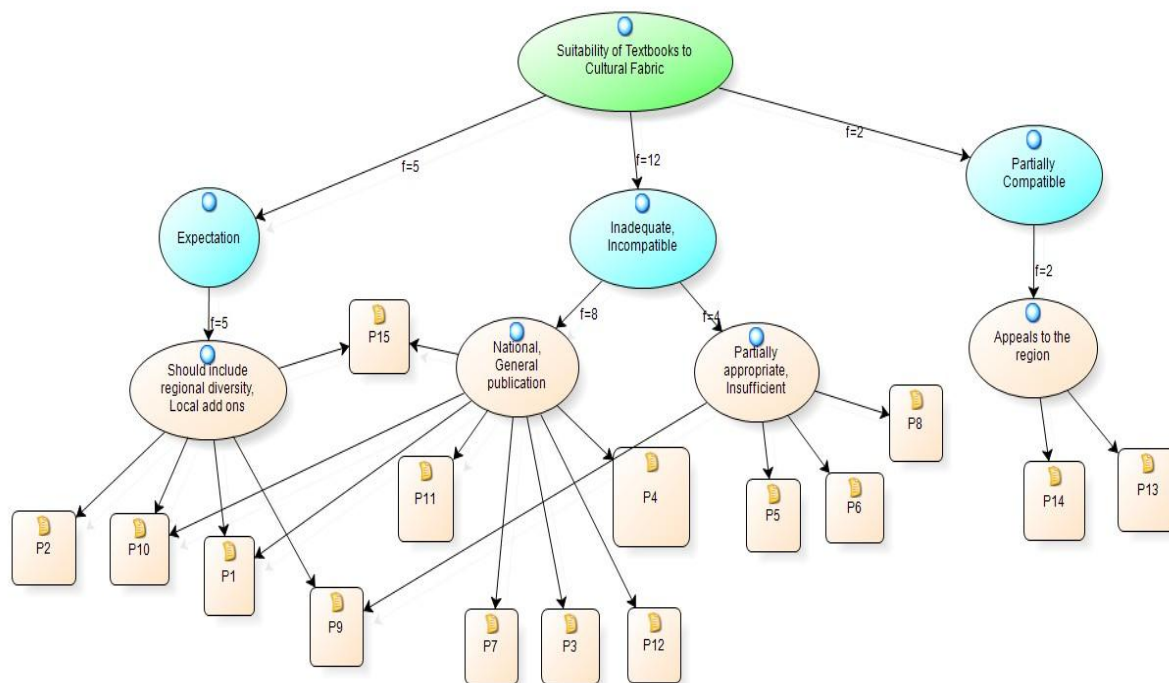 Suitability of Textbooks to
Cultural Fabric
f=5
f=12
f=2
Expectation
Inadequate,
Incompatible
Partially
Compatible
f=5
f=8
f=4
f=2
Should include
regional diversity,
Local add ons
P15
National,
General
publication
Partially
appropriate,
Insufficient
Appeals to the
region
P8
P2
P10
P1
P9
P11
P7
P3
P12
P4
P5
P6
P14
P13